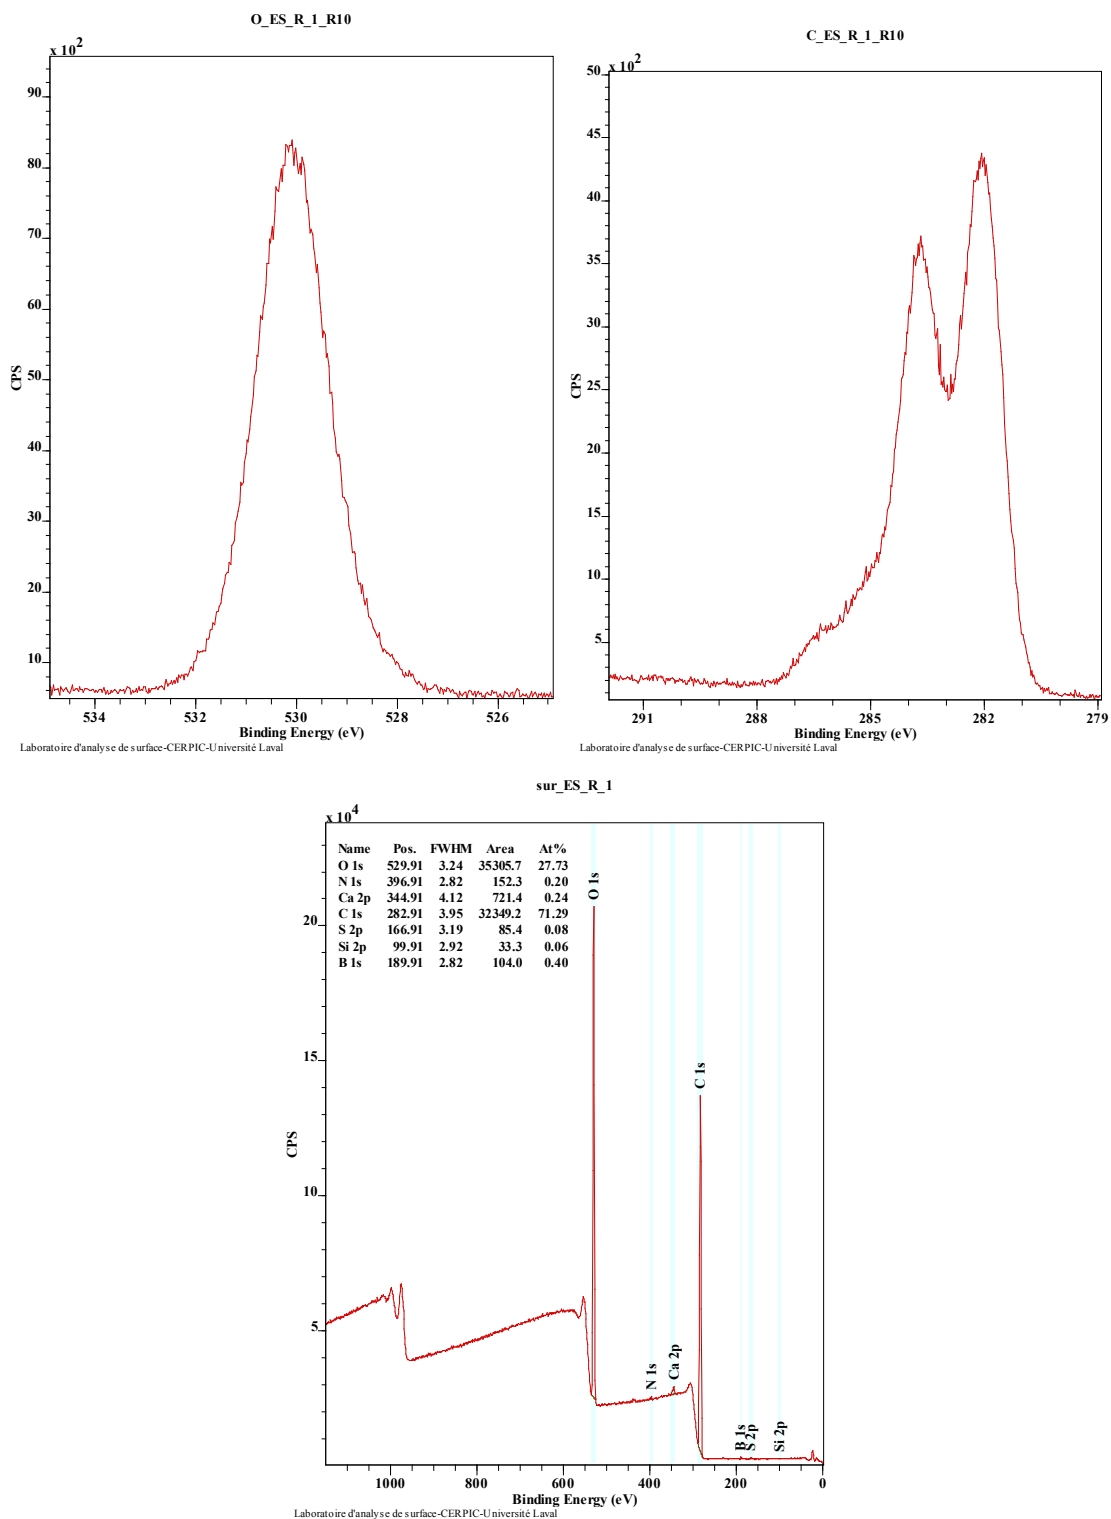 O_ES_R_1_R10
x 10^2
90
80
70
60
50
40
30
20
10
CPS
534 532 530 528 526
Binding Energy (eV)
Laboratoire d'analyse de surface-CERPIC-Université Laval
C_ES_R_1_R10
x 10^2
50
45
40
35
30
25
20
15
10
5
CPS
291 288 285 282 279
Binding Energy (eV)
Laboratoire d'analyse de surface-CERPIC-Université Laval
sur_ES_R_1
x 10^4
Name Pos. FWHM Area At%
O 1s 529.91 3.24 35305.7 27.73
N 1s 396.91 2.82 152.3 0.20
Ca 2p 344.91 4.12 721.4 0.24
C 1s 282.91 3.95 32349.2 71.29
S 2p 166.91 3.19 85.4 0.08
Si 2p 99.91 2.92 33.3 0.06
B 1s 189.91 2.82 104.0 0.40
20
15
10
5
CPS
O 1s
N 1s
Ca 2p
C 1s
B 1s
S 2p
Si 2p
1000 800 600 400 200 0
Binding Energy (eV)
Laboratoire d'analyse de surface-CERPIC-Université Laval